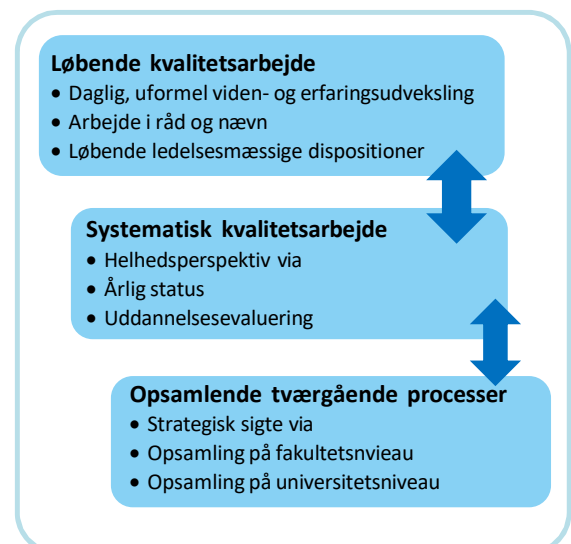 Løbende kvalitetsarbejde
• Daglig, uformel viden- og erfaringsudveksling
• Arbejde i råd og nævn
• Løbende ledelsesmæssige dispositioner
Systematisk kvalitetsarbejde
• Helhedsperspektiv via
• Årlig status
• Uddannelsesevaluering
Opsamlende tværgående processer
• Strategisk sigte via
• Opsamling på fakultetsnvieau
• Opsamling på universitetsniveau